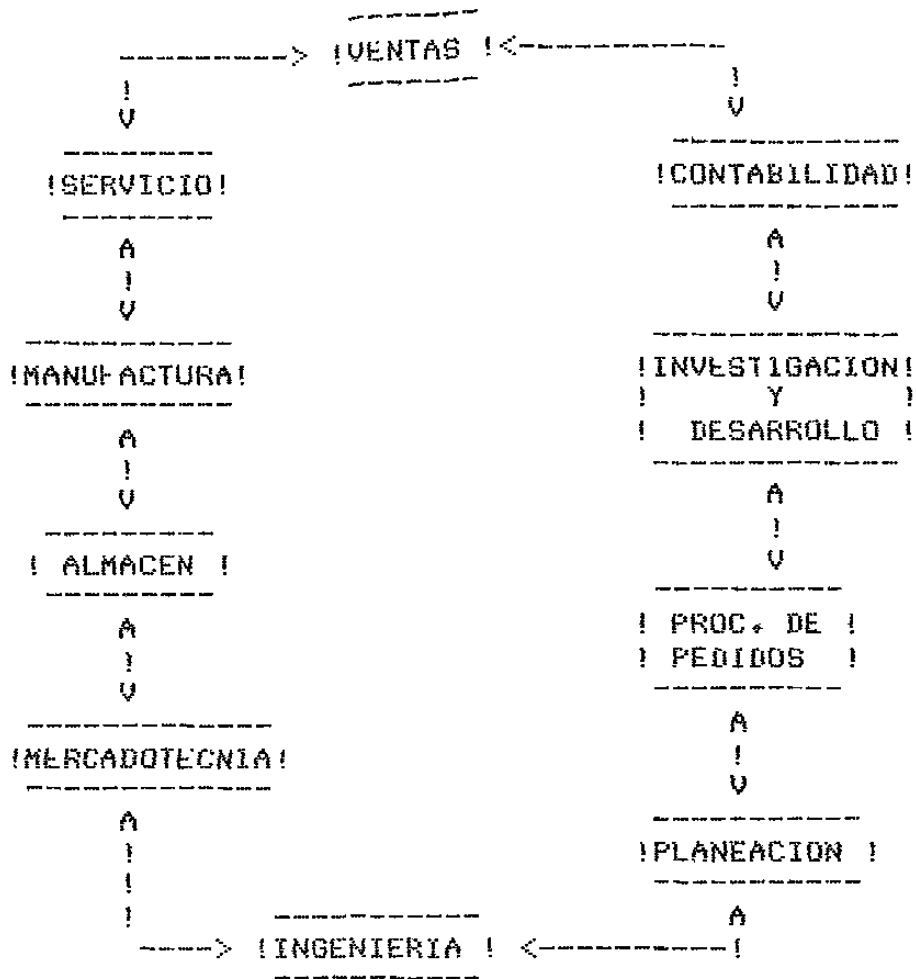 VENTAS
SERVICIO
CONTABILIDAD
MANUFACTURA
INVESTIGACION
Y
DESARROLLO
ALMACEN
PROC. DE
PEDIDOS
MERCADOTECNIA
PLANEACION
INGENIERIA